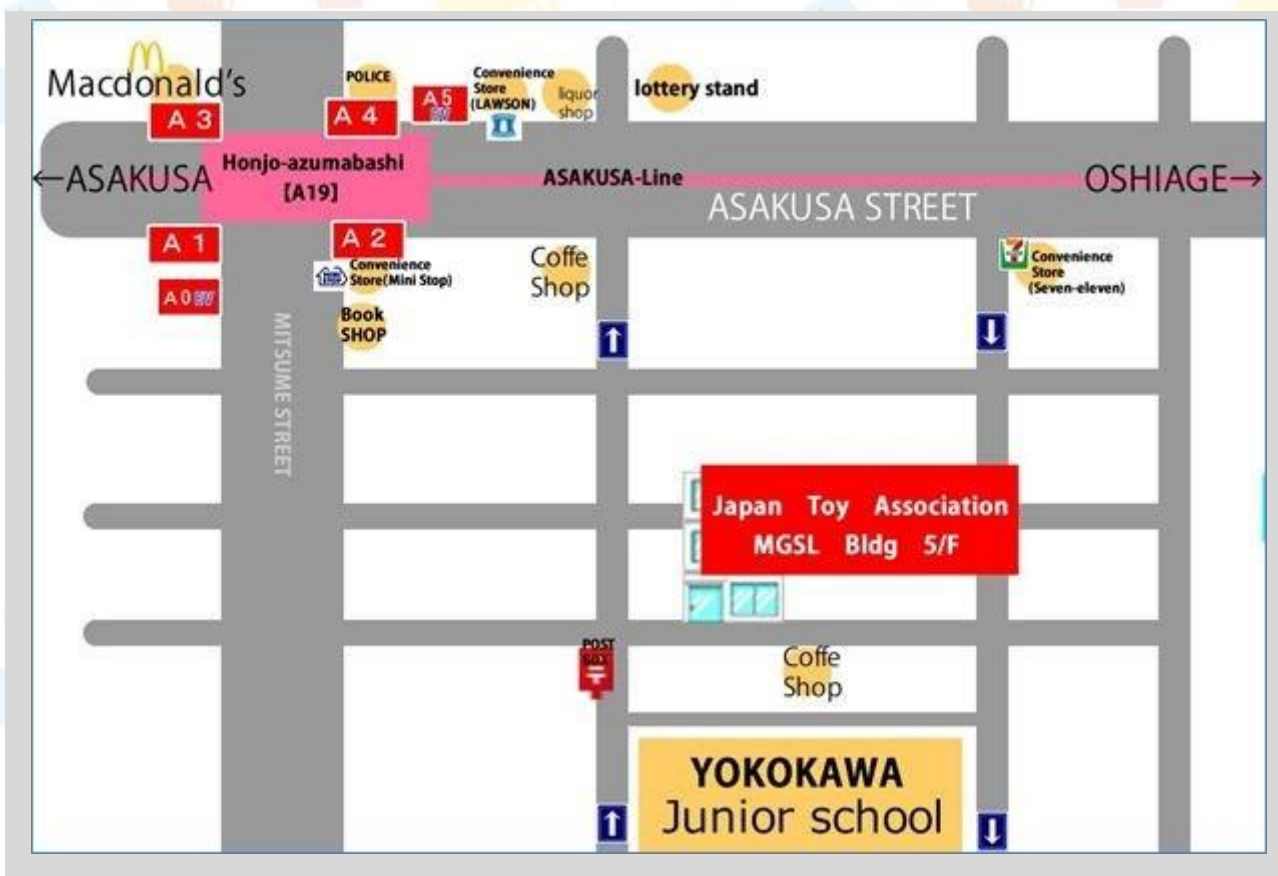 Macdonald's
POLICE
Convenience
Store
(LAWSON)
liquor
shop
lottery stand
A 3
A 4
A 5
EV
←ASAKUSA
Honjo-azumabashi
[A19]
ASAKUSA-Line
OSHIAGE→
ASAKUSA STREET
A 1
A 2
A 0 EV
Convenience
Store(Mini Stop)
Book
SHOP
Coffe
Shop
Convenience
Store
(Seven-eleven)
MITSUME STREET
Japan Toy Association
MGSL Bldg 5/F
POST
BOX
Coffe
Shop
YOKOKAWA
Junior school